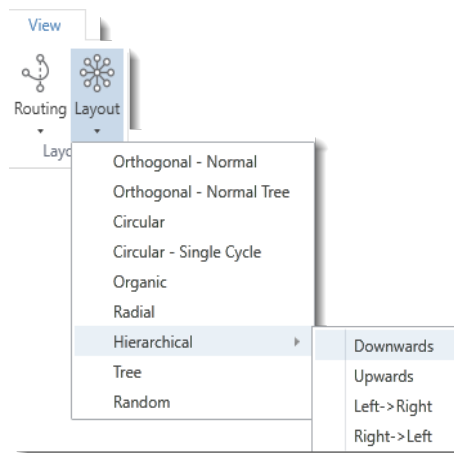 View
Routing Layout
Orthogonal - Normal
Orthogonal - Normal Tree
Circular
Circular - Single Cycle
Organic
Radial
Hierarchical
Downwards
Tree
Upwards
Random
Left->Right
Right->Left